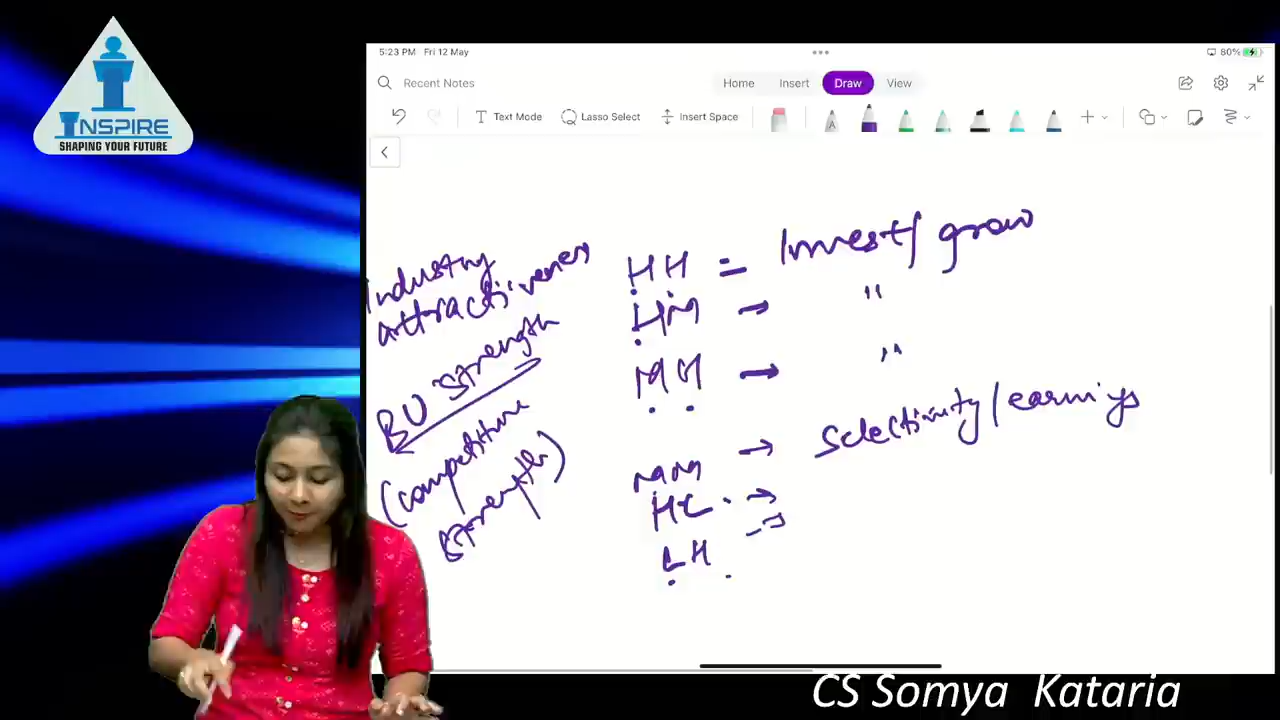 INSPIRE
SHAPING YOUR FUTURE
5:23 PM Fri 12 May
80%
Recent Notes
Home Insert Draw View
Text Mode Lasso Select Insert Space
Industry
attractiveness
BU Strength
(competitive
strength)
HH = Invest/ grow
HM → "
MH → "
MM → Selectivity/earnings
HL →
LH →
CS Somya Kataria